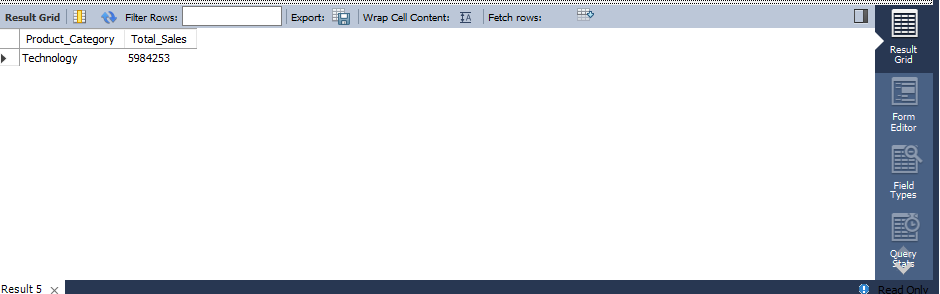 Result Grid Filter Rows: Export: Wrap Cell Content: Fetch rows:
Product_Category Total_Sales
Technology 5984253
Result
Grid
Form
Editor
Field
Types
Query
Stats
Result 5 Read Only